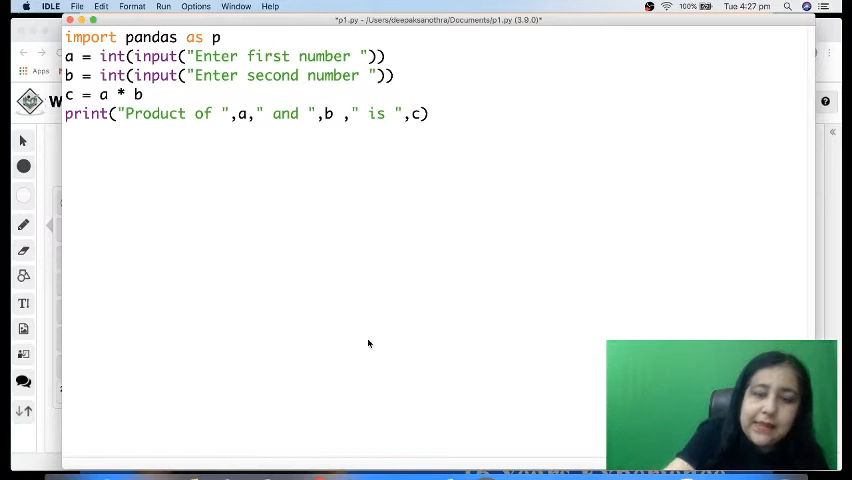 IDLE File Edit Format Run Options Window Help 100% Tue 4:27 pm
*p1.py - /Users/deepaksanothra/Documents/p1.py (3.9.0)*
import pandas as p
a = int(input("Enter first number "))
b = int(input("Enter second number "))
c = a * b
print("Product of ",a," and ",b ," is ",c)
Apps
W
T!